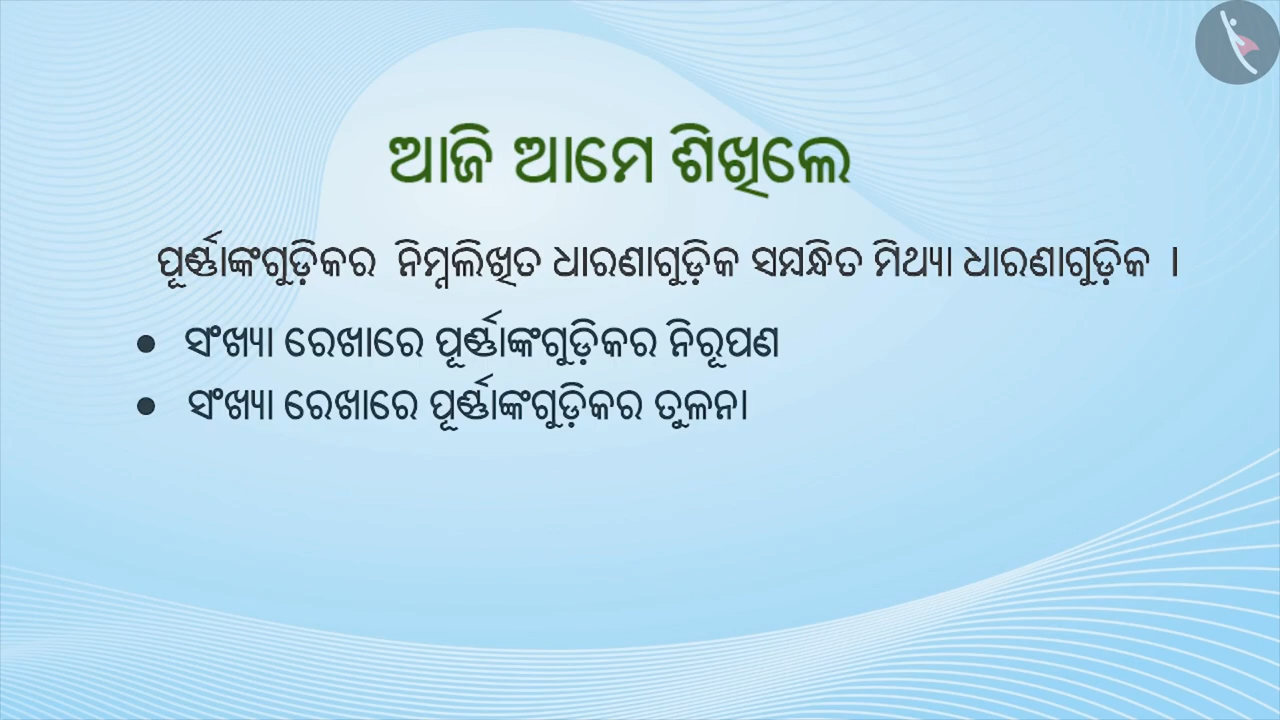 ଆଜି ଆମେ ଶିଖିଲେ
ପୂର୍ଣ୍ଣାଙ୍କଗୁଡ଼ିକର ନିମ୍ନଲିଖିତ ଧାରଣାଗୁଡ଼ିକ ସମ୍ବନ୍ଧିତ ମିଥ୍ୟା ଧାରଣାଗୁଡ଼ିକ ।
• ସଂଖ୍ୟା ରେଖାରେ ପୂର୍ଣ୍ଣାଙ୍କଗୁଡ଼ିକର ନିରୂପଣ
• ସଂଖ୍ୟା ରେଖାରେ ପୂର୍ଣ୍ଣାଙ୍କଗୁଡ଼ିକର ତୁଳନା